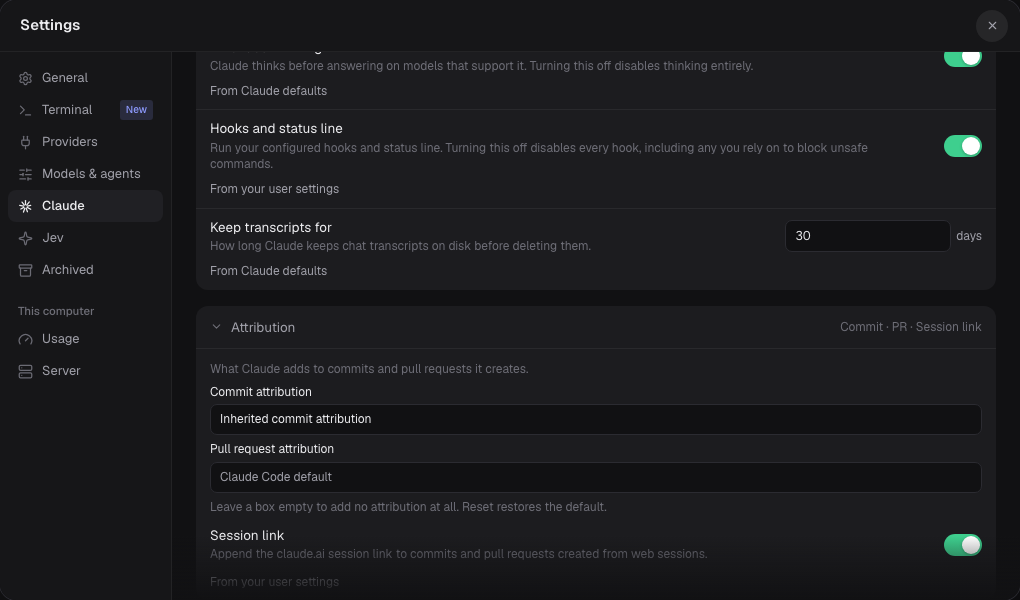 Settings
General
Terminal New
Providers
Models & agents
Claude
Jev
Archived
This computer
Usage
Server
Claude thinks before answering on models that support it. Turning this off disables thinking entirely.
From Claude defaults
Hooks and status line
Run your configured hooks and status line. Turning this off disables every hook, including any you rely on to block unsafe
commands.
From your user settings
Keep transcripts for
How long Claude keeps chat transcripts on disk before deleting them.
30 days
From Claude defaults
Attribution
Commit · PR · Session link
What Claude adds to commits and pull requests it creates.
Commit attribution
Inherited commit attribution
Pull request attribution
Claude Code default
Leave a box empty to add no attribution at all. Reset restores the default.
Session link
Append the claude.ai session link to commits and pull requests created from web sessions.
From your user settings